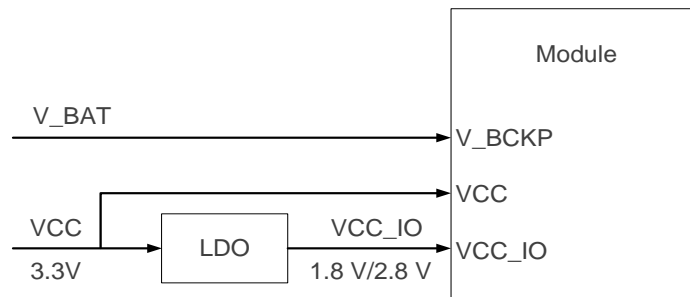 Module
V_BAT
V_BCKP
VCC
VCC
LDO
VCC_IO
VCC_IO
3.3V
1.8 V/2.8 V